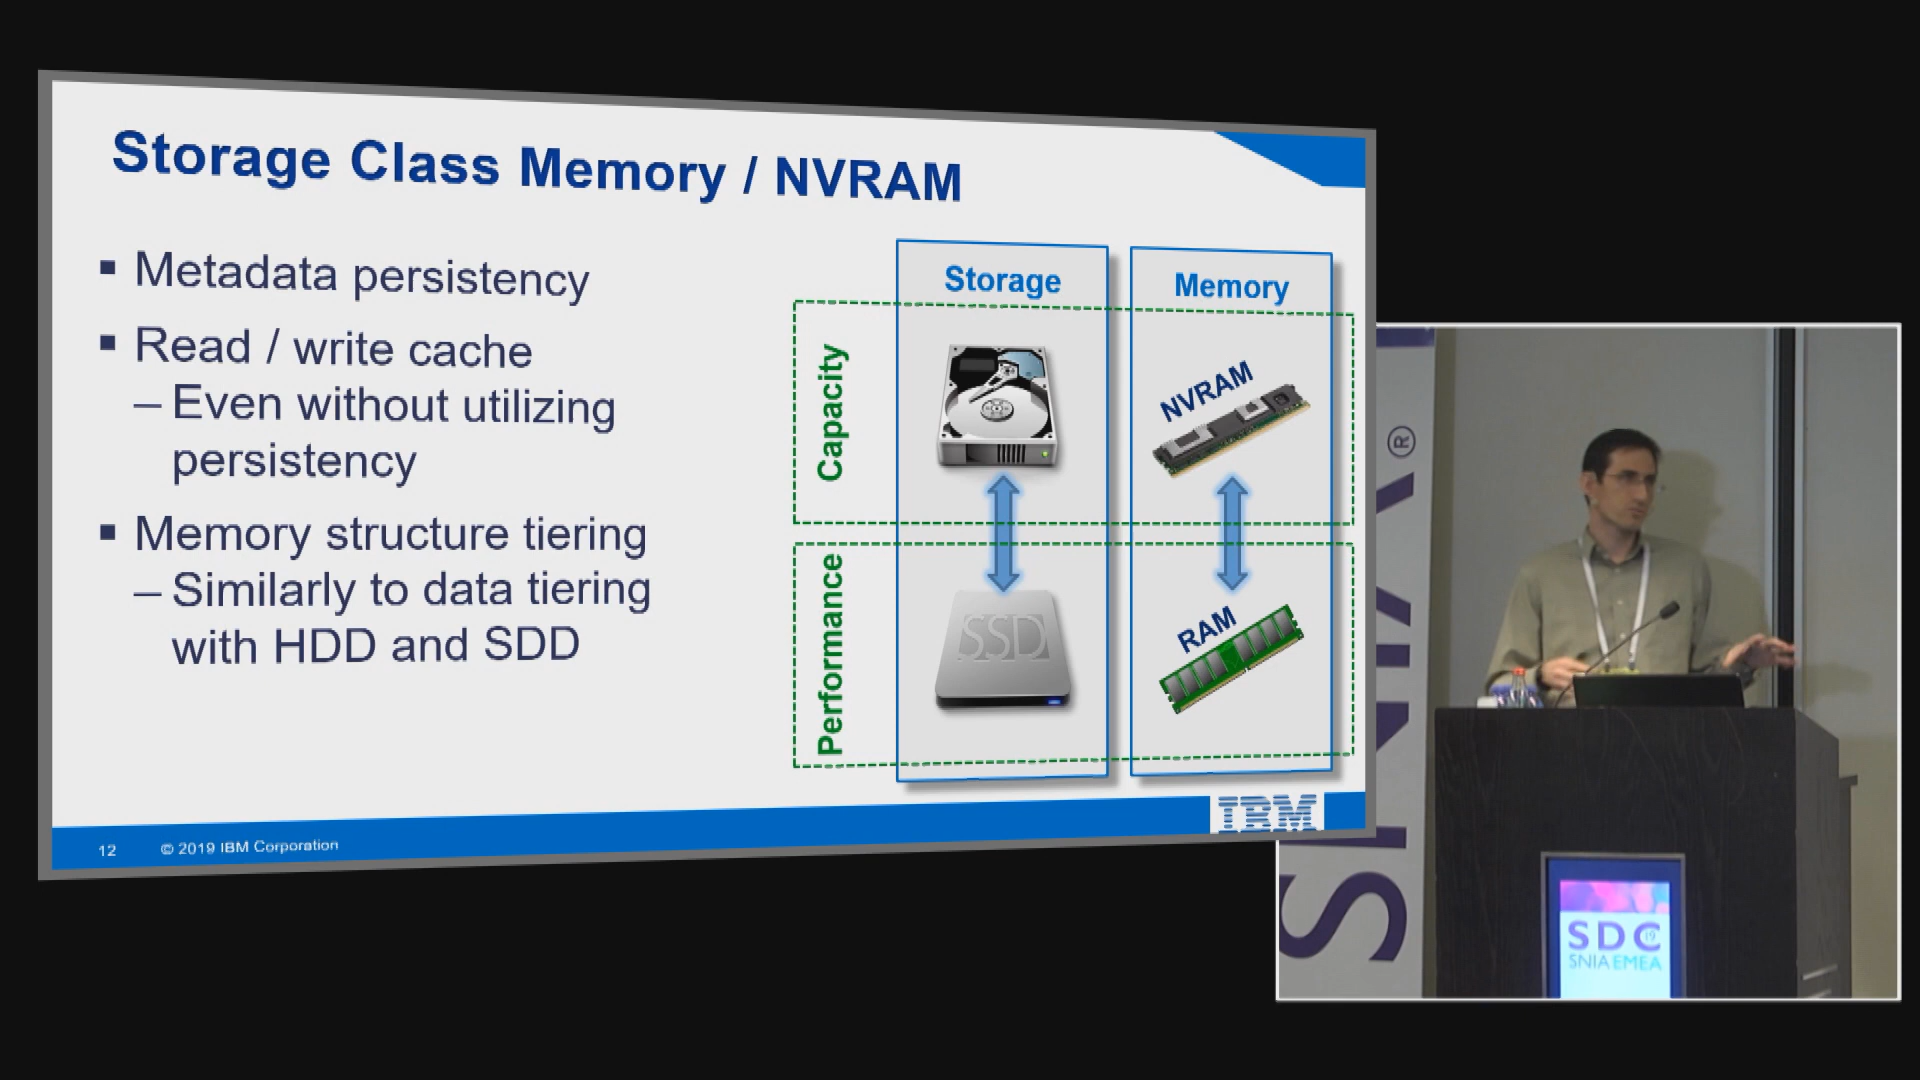 Storage Class Memory / NVRAM
▪ Metadata persistency
▪ Read / write cache
– Even without utilizing
persistency
▪ Memory structure tiering
– Similarly to data tiering
with HDD and SDD
Storage
Memory
Capacity
NVRAM
Performance
SSD
RAM
12
© 2019 IBM Corporation
IBM
SNIA®
SDC 19
SNIA EMEA